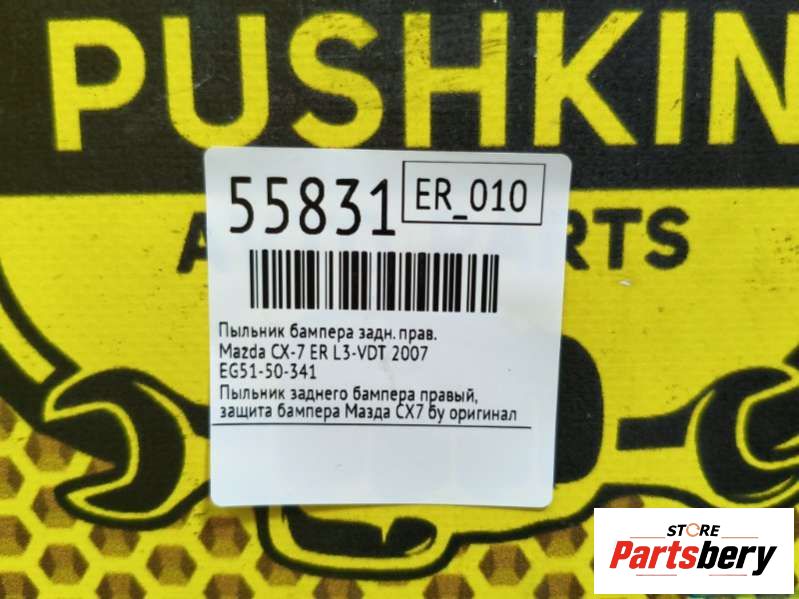 PUSHKIN
55831
ER_010
A RTS
Пыльник бампера задн. прав.
Mazda CX-7 ER L3-VDT 2007
EG51-50-341
Пыльник заднего бампера правый,
защита бампера Мазда СХ7 бу оригинал
STORE
Partsbery